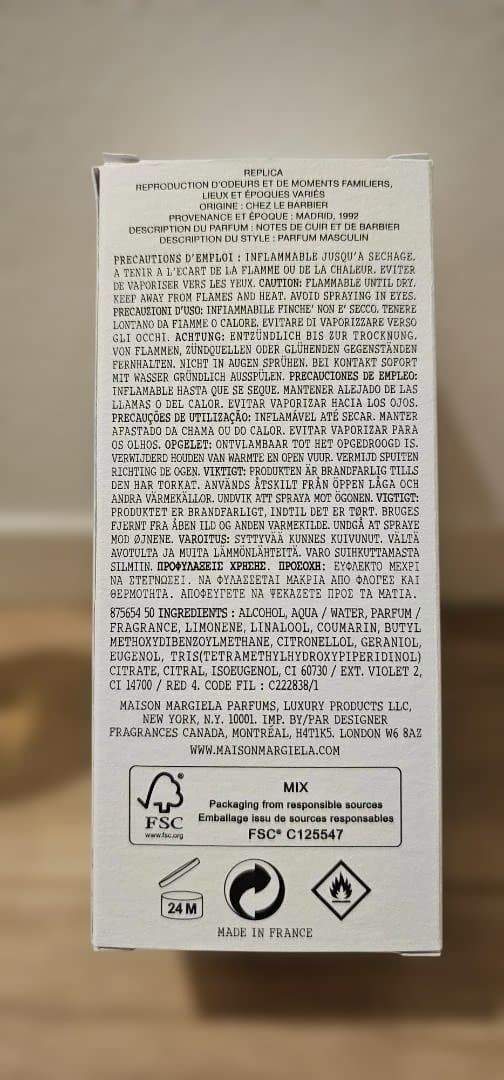 REPLICA
REPRODUCTION D'ODEURS ET DE MOMENTS FAMILIERS,
LIEUX ET ÉPOQUES VARIÉS
ORIGINE : CHEZ LE BARBIER
PROVENANCE ET ÉPOQUE : MADRID, 1992
DESCRIPTION DU PARFUM : NOTES DE CUIR ET DE BARBIER
DESCRIPTION DU STYLE : PARFUM MASCULIN
PRECAUTIONS D'EMPLOI : INFLAMMABLE JUSQU'A SECHAGE.
A TENIR A L'ECART DE LA FLAMME OU DE LA CHALEUR. EVITER
DE VAPORISER VERS LES YEUX. CAUTION: FLAMMABLE UNTIL DRY.
KEEP AWAY FROM FLAMES AND HEAT. AVOID SPRAYING IN EYES.
PRECAUZIONI D'USO: INFIAMMABILE FINCHE' NON E' SECCO. TENERE
LONTANO DA FIAMME O CALORE. EVITARE DI VAPORIZZARE VERSO
GLI OCCHI. ACHTUNG: ENTZÜNDLICH BIS ZUR TROCKNUNG.
VON FLAMMEN, ZÜNDQUELLEN ODER GLÜHENDEN GEGENSTÄNDEN
FERNHALTEN. NICHT IN AUGEN SPRÜHEN. BEI KONTAKT SOFORT
MIT WASSER GRÜNDLICH AUSSPÜLEN. PRECAUCIONES DE EMPLEO:
INFLAMABLE HASTA QUE SE SEQUE. MANTENER ALEJADO DE LAS
LLAMAS O DEL CALOR. EVITAR VAPORIZAR HACIA LOS OJOS.
PRECAUÇÕES DE UTILIZAÇÃO: INFLAMÁVEL ATÉ SECAR. MANTER
AFASTADO DA CHAMA OU DO CALOR. EVITAR VAPORIZAR PARA
OS OLHOS. OPGELET: ONTVLAMBAAR TOT HET OPGEDROOGD IS.
VERWIJDERD HOUDEN VAN WARMTE EN OPEN VUUR. VERMIJD SPUITEN
RICHTING DE OGEN. VIKTIGT: PRODUKTEN ÄR BRANDFARLIG TILLS
DEN HAR TORKAT. ANVÄNDS ÅTSKILT FRÅN ÖPPEN LÅGA OCH
ANDRA VÄRMEKÄLLOR. UNDVIK ATT SPRAYA MOT ÖGONEN. VIGTIGT:
PRODUKTET ER BRANDFARLIGT, INDTIL DET ER TØRT. BRUGES
FJERNT FRA ÅBEN ILD OG ANDEN VARMEKILDE. UNDGÅ AT SPRAYE
MOD ØJNENE. VAROITUS: SYTTYVÄÄ KUNNES KUIVUNUT. VÄLTÄ
AVOTULTA JA MUITA LÄMMÖNLÄHTEITÄ. VARO SUIHKUTTAMASTA
SILMIIN. ΠΡΟΦΥΛΑΞΕΙΣ ΧΡΗΣΗΣ. ΠΡΟΣΟΧΗ: ΕΥΦΛΕΚΤΟ ΜΕΧΡΙ
ΝΑ ΣΤΕΓΝΩΣΕΙ. ΝΑ ΦΥΛΑΣΣΕΤΑΙ ΜΑΚΡΙΑ ΑΠΟ ΦΛΟΓΕΣ ΚΑΙ
ΘΕΡΜΟΤΗΤΑ. ΑΠΟΦΕΥΓΕΤΕ ΝΑ ΨΕΚΑΖΕΤΕ ΠΡΟΣ ΤΑ ΜΑΤΙΑ.
875654 50 INGREDIENTS : ALCOHOL, AQUA / WATER, PARFUM /
FRAGRANCE, LIMONENE, LINALOOL, COUMARIN, BUTYL
METHOXYDIBENZOYLMETHANE, CITRONELLOL, GERANIOL,
EUGENOL, TRIS(TETRAMETHYLHYDROXYPIPERIDINOL)
CITRATE, CITRAL, ISOEUGENOL, CI 60730 / EXT. VIOLET 2,
CI 14700 / RED 4. CODE FIL : C222838/1
MAISON MARGIELA PARFUMS, LUXURY PRODUCTS LLC,
NEW YORK, N.Y. 10001. IMP. BY/PAR DESIGNER
FRAGRANCES CANADA, MONTRÉAL, H4T1K5. LONDON W6 8AZ
WWW.MAISONMARGIELA.COM
FSC
www.fsc.org
MIX
Packaging from responsible sources
Emballage issu de sources responsables
FSC® C125547
24 M
MADE IN FRANCE